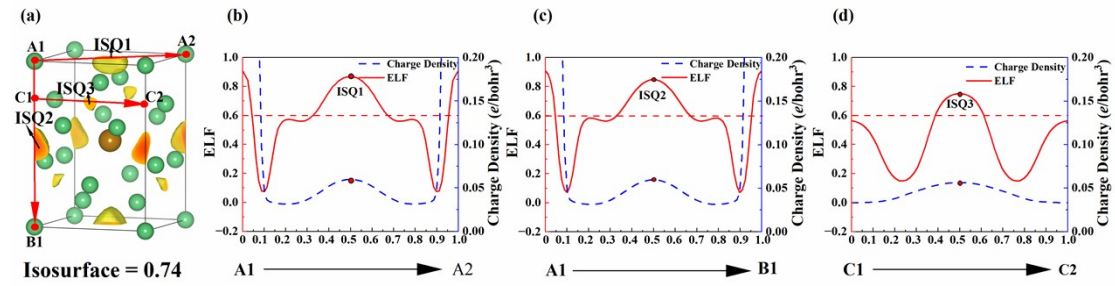 (a)
A1
ISQ1
A2
C1
ISQ3
C2
ISQ2
B1
Isosurface = 0.74
(b)
1.0
0.8
0.6
0.4
0.2
0.0
-0.2
ELF
0.20
0.15
0.10
0.05
0.00
Charge Density (e/bohr³)
Charge Density
ELF
ISQ1
0 0.1 0.2 0.3 0.4 0.5 0.6 0.7 0.8 0.9 1.0
A1 A2
(c)
1.0
0.8
0.6
0.4
0.2
0.0
-0.2
ELF
0.20
0.15
0.10
0.05
0.00
Charge Density (e/bohr³)
Charge Density
ELF
ISQ2
0 0.1 0.2 0.3 0.4 0.5 0.6 0.7 0.8 0.9 1.0
A1 B1
(d)
1.0
0.8
0.6
0.4
0.2
0.0
-0.2
ELF
0.20
0.15
0.10
0.05
0.00
Charge Density (e/bohr³)
Charge Density
ELF
ISQ3
0 0.1 0.2 0.3 0.4 0.5 0.6 0.7 0.8 0.9 1.0
C1 C2